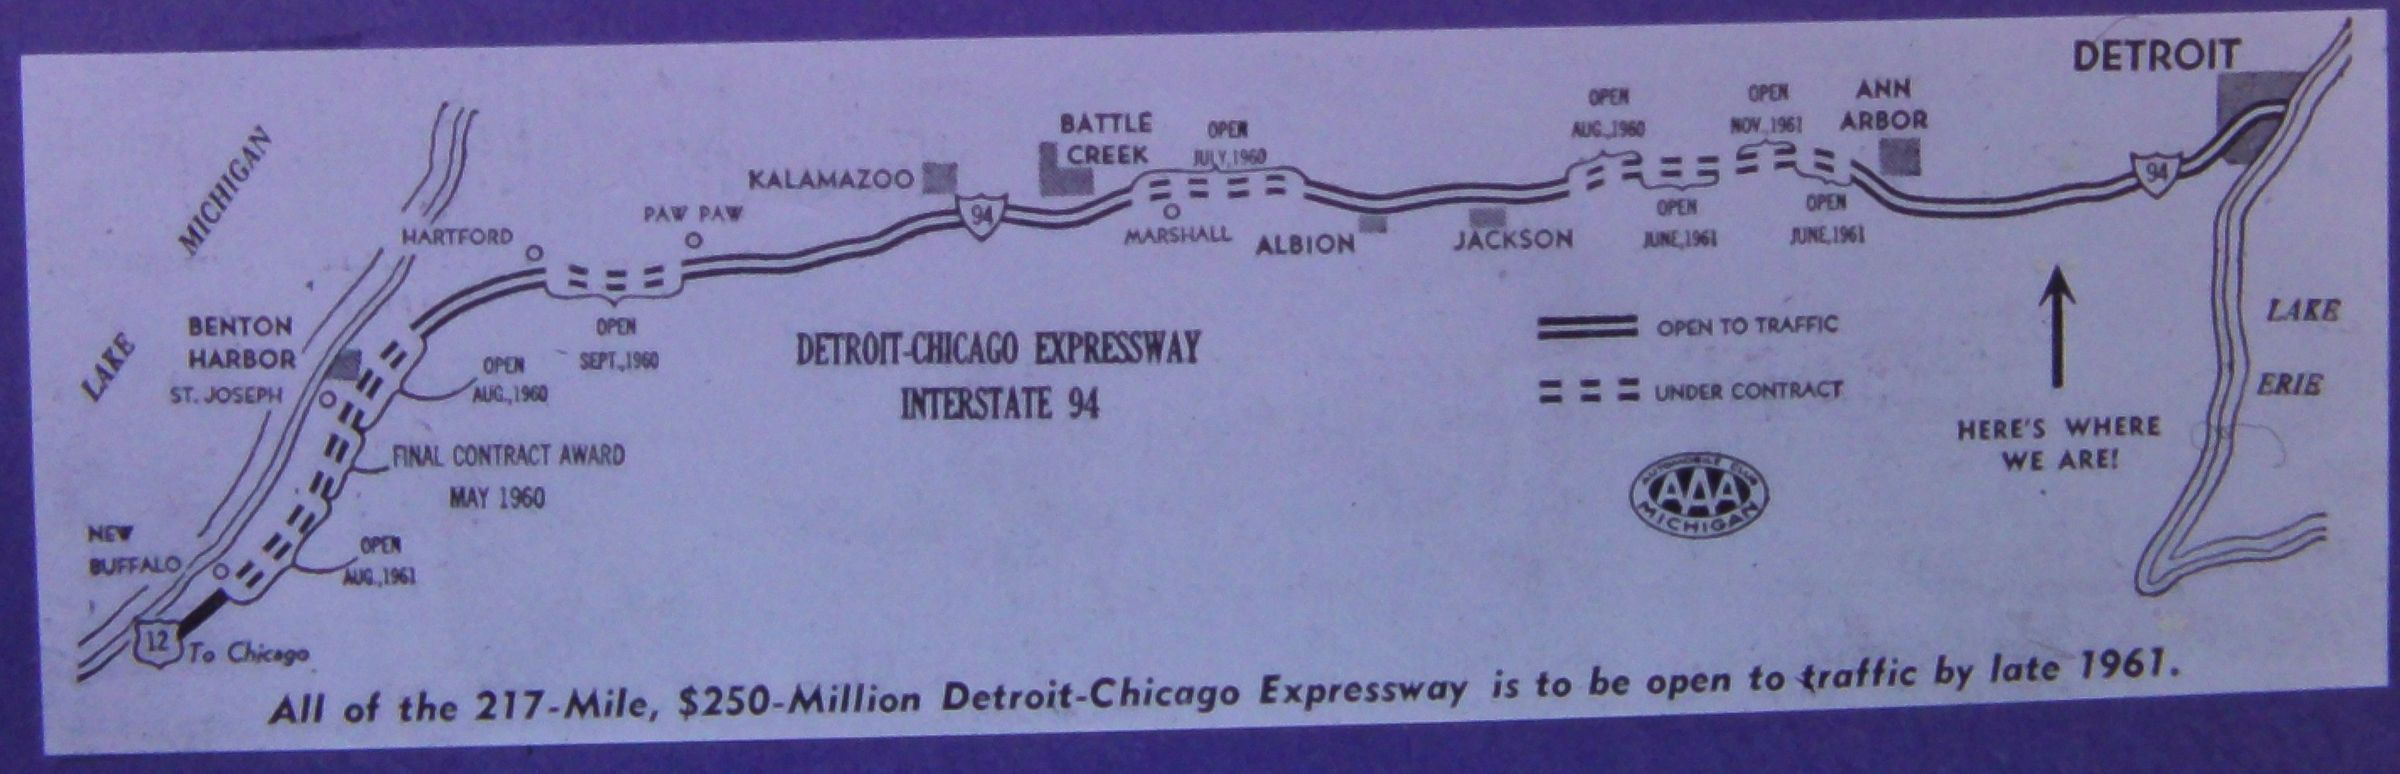 DETROIT
LAKE MICHIGAN
HARTFORD
PAW PAW
KALAMAZOO
94
BATTLE
CREEK
OPEN
JULY, 1960
MARSHALL
ALBION
JACKSON
OPEN
AUG., 1960
OPEN
JUNE, 1961
OPEN
NOV., 1961
OPEN
JUNE, 1961
ANN
ARBOR
94
BENTON
HARBOR
ST. JOSEPH
OPEN
SEPT., 1960
OPEN
AUG., 1960
FINAL CONTRACT AWARD
MAY 1960
NEW
BUFFALO
OPEN
AUG., 1961
12
To Chicago
DETROIT-CHICAGO EXPRESSWAY
INTERSTATE 94
OPEN TO TRAFFIC
UNDER CONTRACT
AUTOMOBILE CLUB
AAA
MICHIGAN
HERE'S WHERE
WE ARE!
LAKE
ERIE
All of the 217-Mile, $250-Million Detroit-Chicago Expressway is to be open to traffic by late 1961.